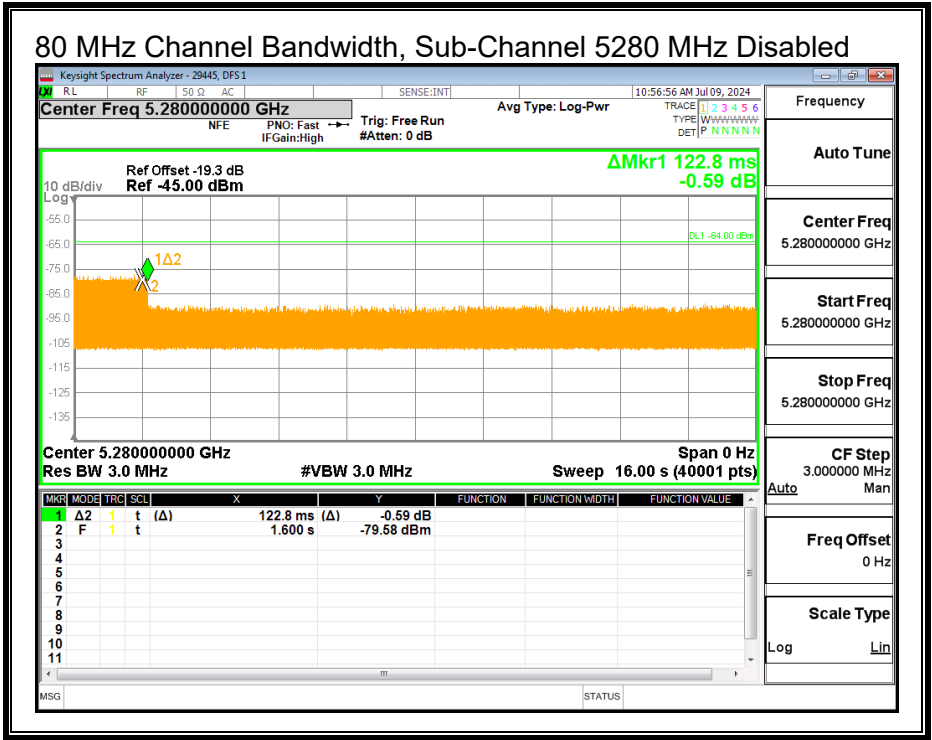 80 MHz Channel Bandwidth, Sub-Channel 5280 MHz Disabled
Keysight Spectrum Analyzer - 29445, DFS 1
LXI RL RF 50 Ω AC SENSE:INT 10:56:56 AM Jul 09, 2024
Center Freq 5.280000000 GHz
NFE
PNO: Fast
IFGain:High
Trig: Free Run
#Atten: 0 dB
Avg Type: Log-Pwr
TRACE 1 2 3 4 5 6
TYPE WWWWWW
DET P N N N N N
ΔMkr1 122.8 ms
-0.59 dB
Ref Offset -19.3 dB
10 dB/div Ref -45.00 dBm
Log
-55.0
-65.0
-75.0
-85.0
-95.0
-105
-115
-125
-135
DL1 -64.00 dBm
1Δ2
2
Center 5.280000000 GHz Span 0 Hz
Res BW 3.0 MHz #VBW 3.0 MHz Sweep 16.00 s (40001 pts)
MKR MODE TRC SCL X Y FUNCTION FUNCTION WIDTH FUNCTION VALUE
1 Δ2 1 t (Δ) 122.8 ms (Δ) -0.59 dB
2 F 1 t 1.600 s -79.58 dBm
3
4
5
6
7
8
9
10
11
MSG STATUS
Frequency
Auto Tune
Center Freq
5.280000000 GHz
Start Freq
5.280000000 GHz
Stop Freq
5.280000000 GHz
CF Step
3.000000 MHz
Auto Man
Freq Offset
0 Hz
Scale Type
Log Lin